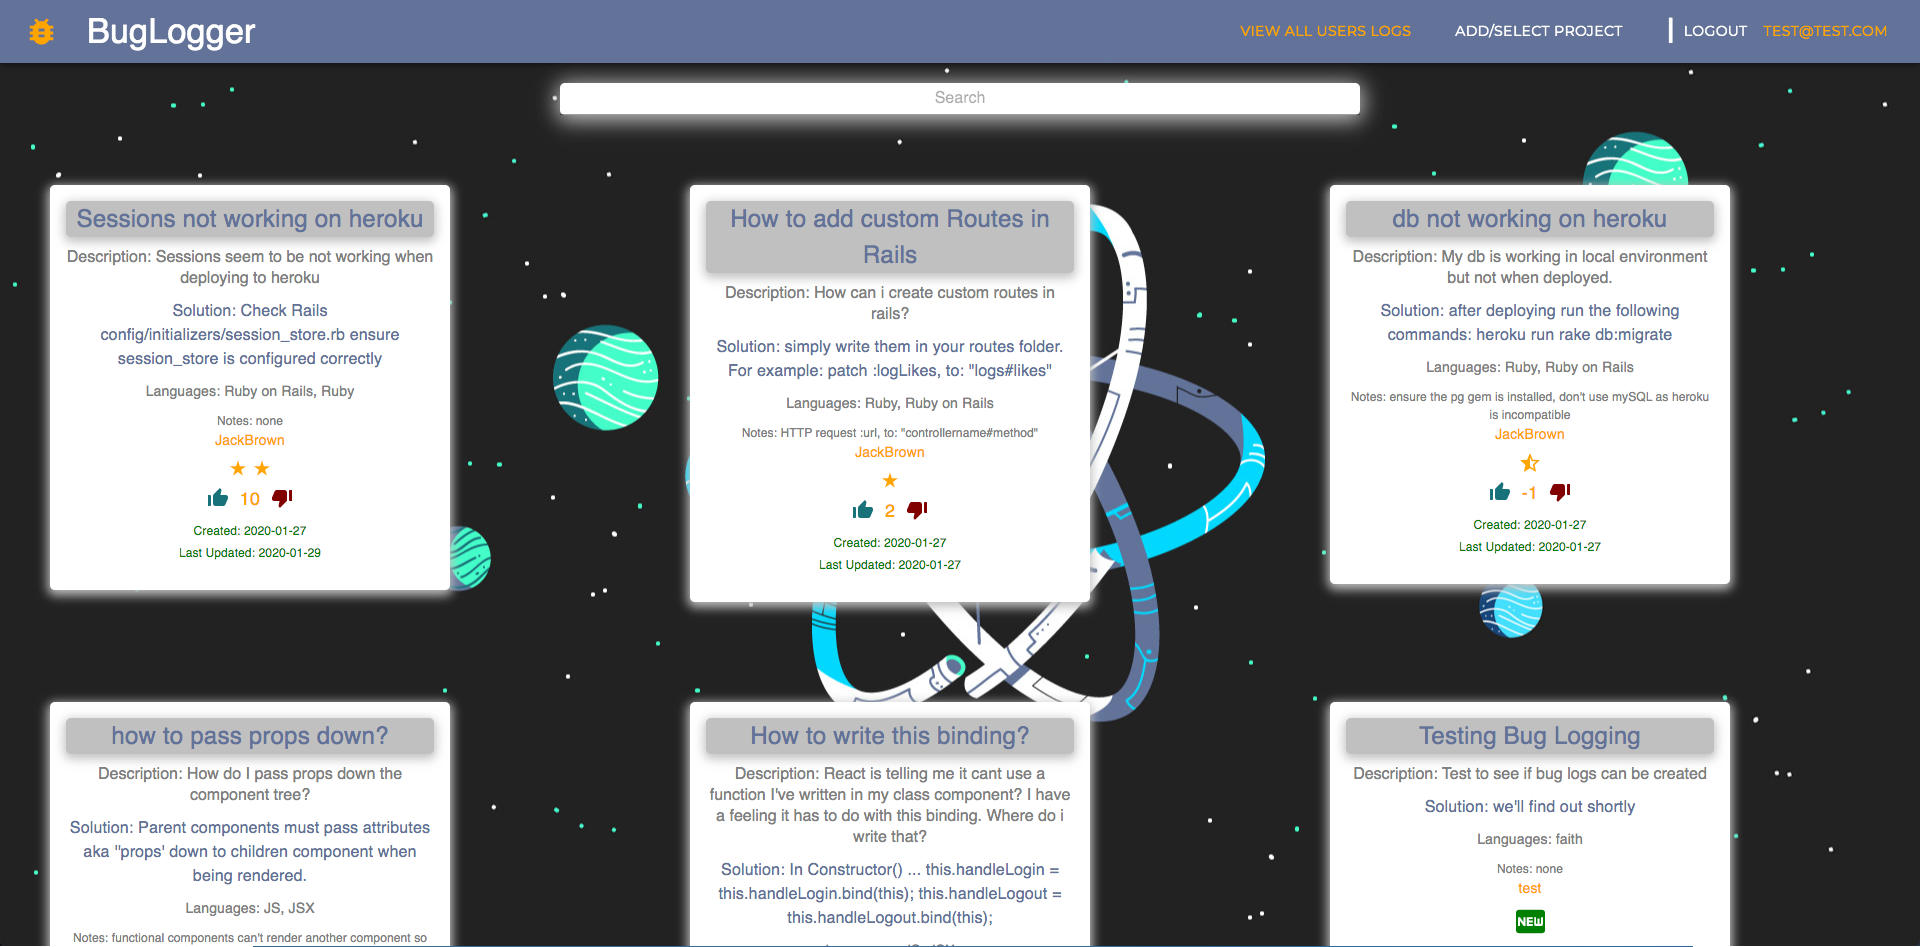 BugLogger
VIEW ALL USERS LOGS
ADD/SELECT PROJECT
LOGOUT
TEST@TEST.COM
Search
Sessions not working on heroku
Description: Sessions seem to be not working when
deploying to heroku
Solution: Check Rails
config/initializers/session_store.rb ensure
session_store is configured correctly
Languages: Ruby on Rails, Ruby
Notes: none
JackBrown
10
Created: 2020-01-27
Last Updated: 2020-01-29
How to add custom Routes in
Rails
Description: How can i create custom routes in
rails?
Solution: simply write them in your routes folder.
For example: patch :logLikes, to: "logs#likes"
Languages: Ruby, Ruby on Rails
Notes: HTTP request :url, to: "controllername#method"
JackBrown
2
Created: 2020-01-27
Last Updated: 2020-01-27
db not working on heroku
Description: My db is working in local environment
but not when deployed.
Solution: after deploying run the following
commands: heroku run rake db:migrate
Languages: Ruby, Ruby on Rails
Notes: ensure the pg gem is installed, don't use mySQL as heroku
is incompatible
JackBrown
-1
Created: 2020-01-27
Last Updated: 2020-01-27
how to pass props down?
Description: How do I pass props down the
component tree?
Solution: Parent components must pass attributes
aka "props' down to children component when
being rendered.
Languages: JS, JSX
Notes: functional components can't render another component so
How to write this binding?
Description: React is telling me it cant use a
function I've written in my class component? I have
a feeling it has to do with this binding. Where do i
write that?
Solution: In Constructor() ... this.handleLogin =
this.handleLogin.bind(this); this.handleLogout =
this.handleLogout.bind(this);
Testing Bug Logging
Description: Test to see if bug logs can be created
Solution: we'll find out shortly
Languages: faith
Notes: none
test
NEW